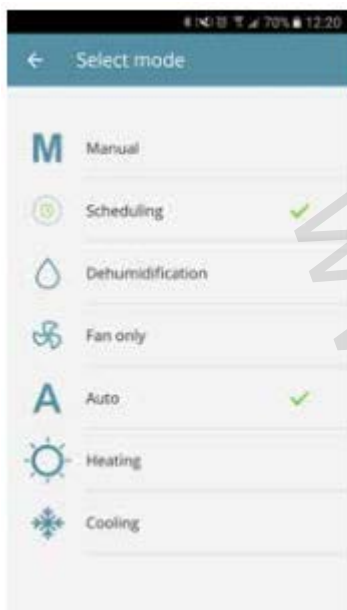 70% 12:20
Select mode
M Manual
Scheduling
Dehumidification
Fan only
A Auto
Heating
Cooling